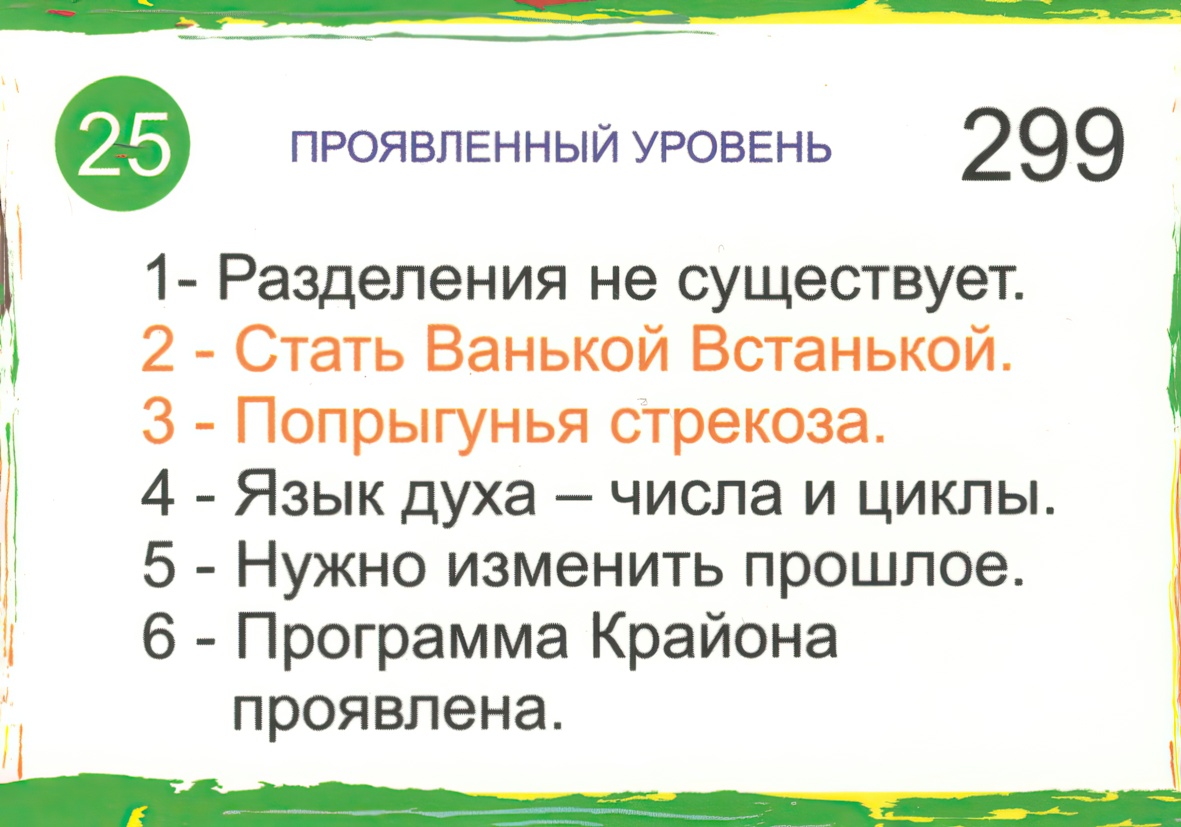 25 ПРОЯВЛЕННЫЙ УРОВЕНЬ 299
1- Разделения не существует.
2 - Стать Ванькой Встанькой.
3 - Попрыгунья стрекоза.
4 - Язык духа – числа и циклы.
5 - Нужно изменить прошлое.
6 - Программа Крайона
проявлена.